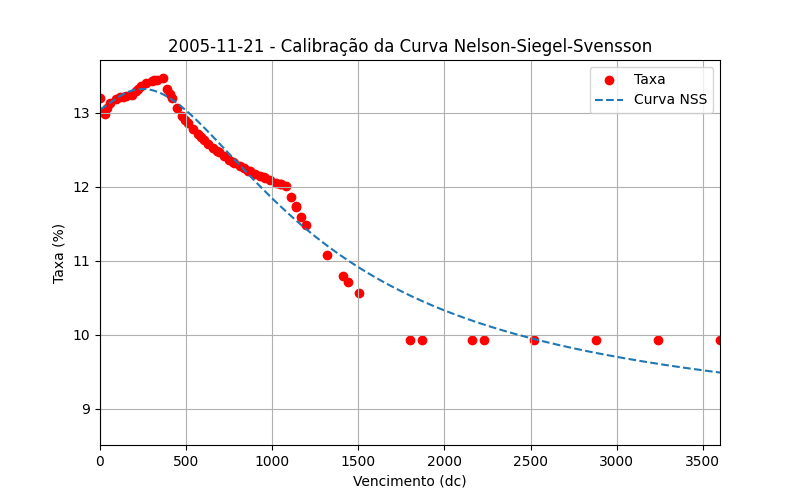 2005-11-21 - Calibração da Curva Nelson-Siegel-Svensson
Taxa
Curva NSS
Taxa (%)
13
12
11
10
9
0 500 1000 1500 2000 2500 3000 3500
Vencimento (dc)